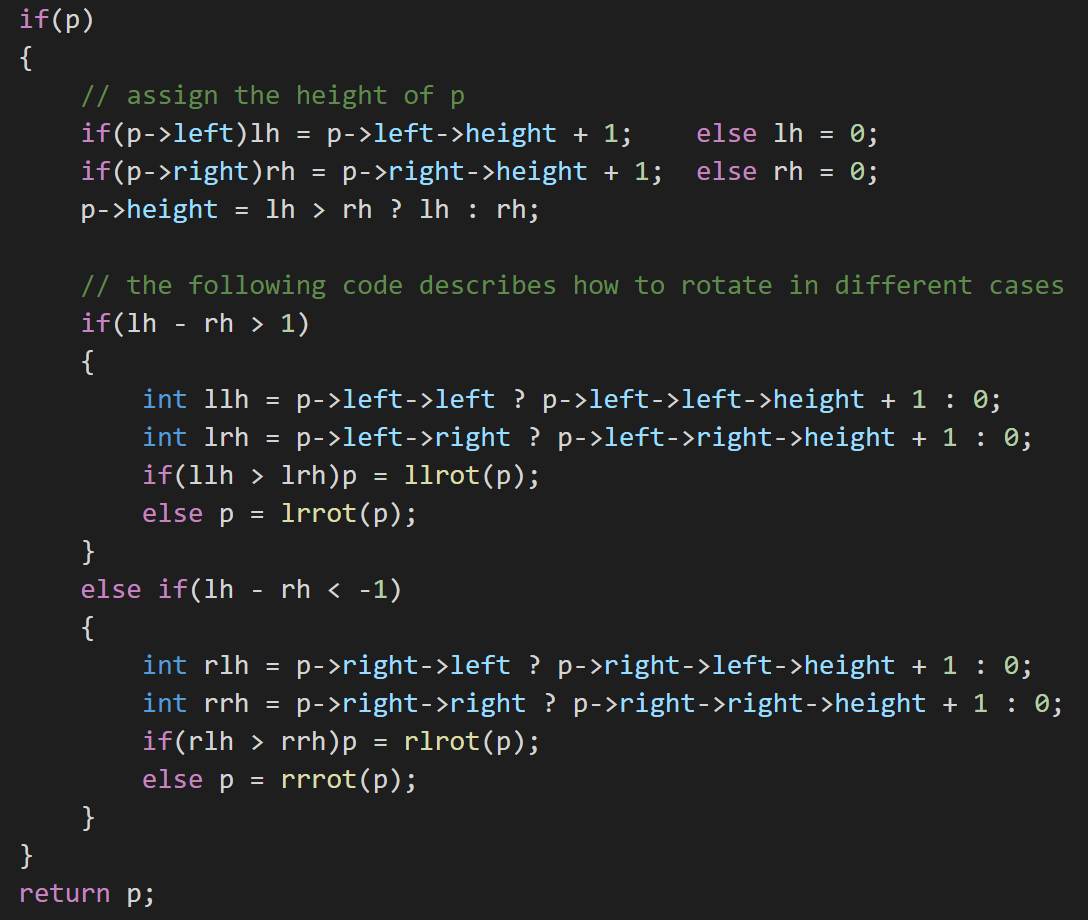 if(p)
{
    // assign the height of p
    if(p->left)lh = p->left->height + 1;    else lh = 0;
    if(p->right)rh = p->right->height + 1;  else rh = 0;
    p->height = lh > rh ? lh : rh;

    // the following code describes how to rotate in different cases
    if(lh - rh > 1)
    {
        int llh = p->left->left ? p->left->left->height + 1 : 0;
        int lrh = p->left->right ? p->left->right->height + 1 : 0;
        if(llh > lrh)p = llrot(p);
        else p = lrrot(p);
    }
    else if(lh - rh < -1)
    {
        int rlh = p->right->left ? p->right->left->height + 1 : 0;
        int rrh = p->right->right ? p->right->right->height + 1 : 0;
        if(rlh > rrh)p = rlrot(p);
        else p = rrrot(p);
    }
}
return p;